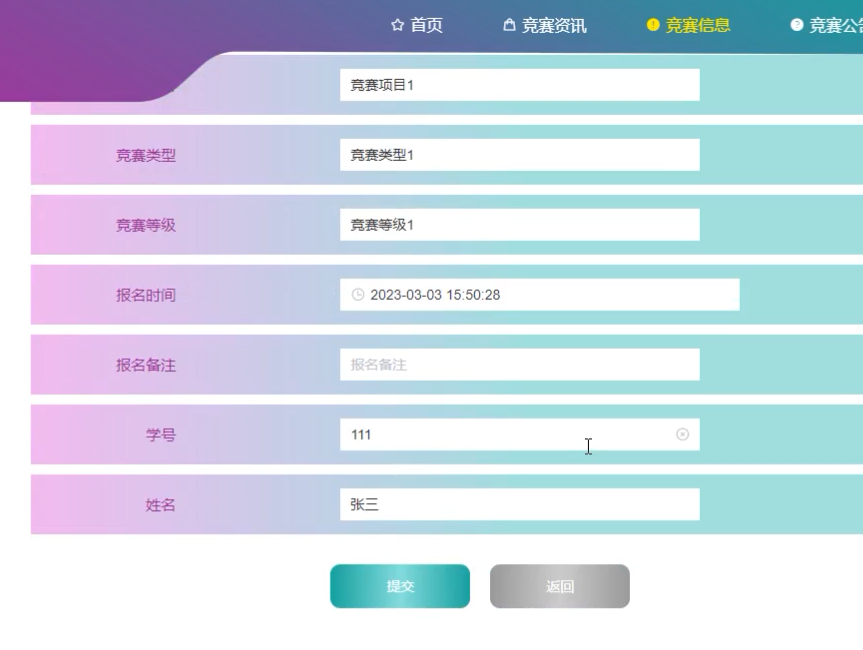 首页 竞赛资讯 竞赛信息 竞赛公
竞赛项目1
竞赛类型 竞赛类型1
竞赛等级 竞赛等级1
报名时间 2023-03-03 15:50:28
报名备注 报名备注
学号 111
姓名 张三
提交 返回